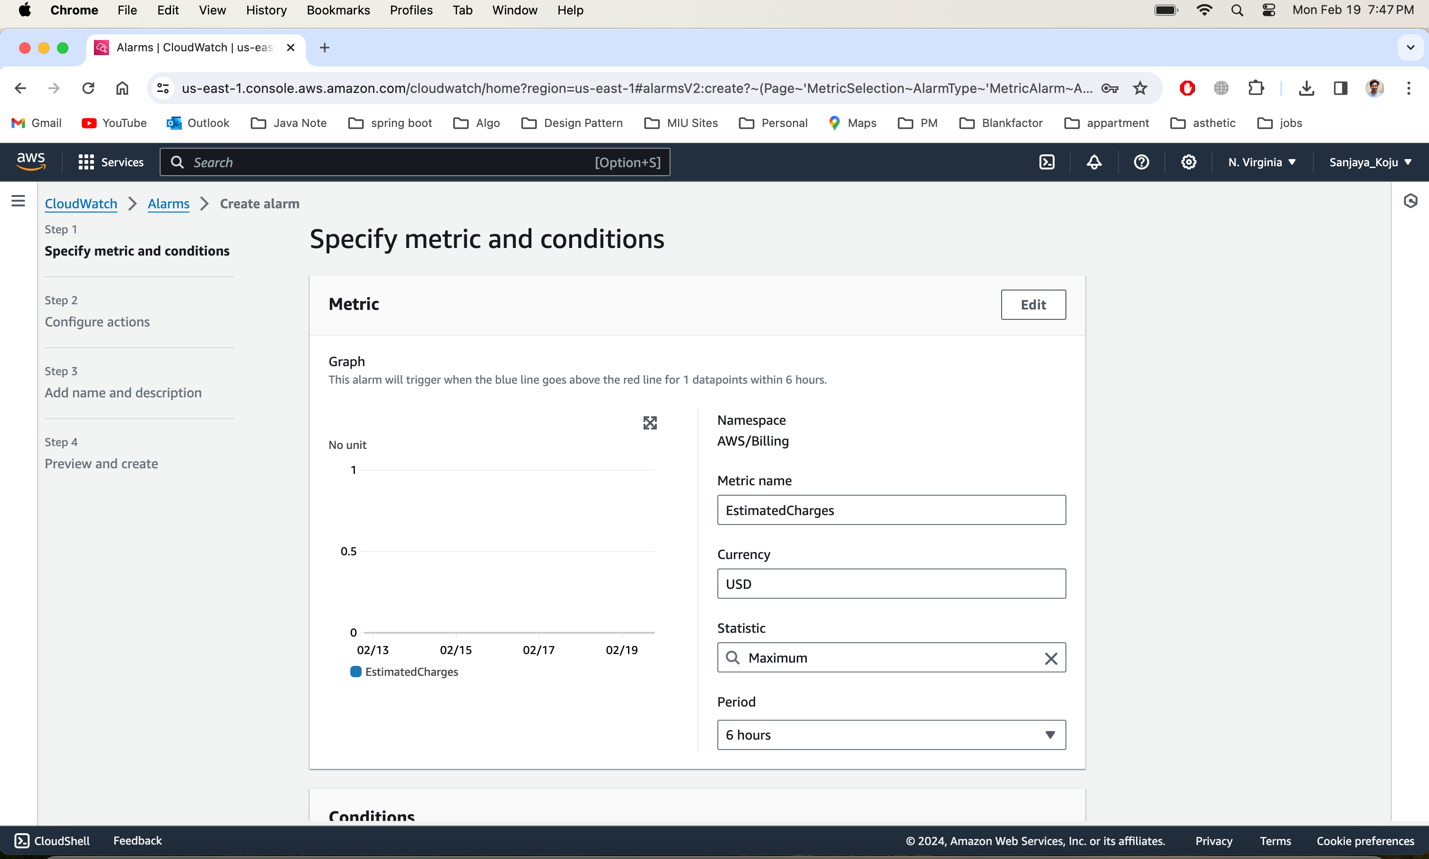 Chrome File Edit View History Bookmarks Profiles Tab Window Help Mon Feb 19 7:47 PM
Alarms | CloudWatch | us-eas
us-east-1.console.aws.amazon.com/cloudwatch/home?region=us-east-1#alarmsV2:create?~(Page~'MetricSelection~AlarmType~'MetricAlarm~A...
Gmail YouTube Outlook Java Note spring boot Algo Design Pattern MIU Sites Personal Maps PM Blankfactor appartment asthetic jobs
aws Services Search [Option+S] N. Virginia Sanjaya_Koju
CloudWatch Alarms Create alarm
Step 1
Specify metric and conditions
Step 2
Configure actions
Step 3
Add name and description
Step 4
Preview and create
Specify metric and conditions
Metric
Edit
Graph
This alarm will trigger when the blue line goes above the red line for 1 datapoints within 6 hours.
No unit
1
0.5
0
02/13 02/15 02/17 02/19
EstimatedCharges
Namespace
AWS/Billing
Metric name
EstimatedCharges
Currency
USD
Statistic
Maximum
Period
6 hours
Conditions
CloudShell Feedback © 2024, Amazon Web Services, Inc. or its affiliates. Privacy Terms Cookie preferences